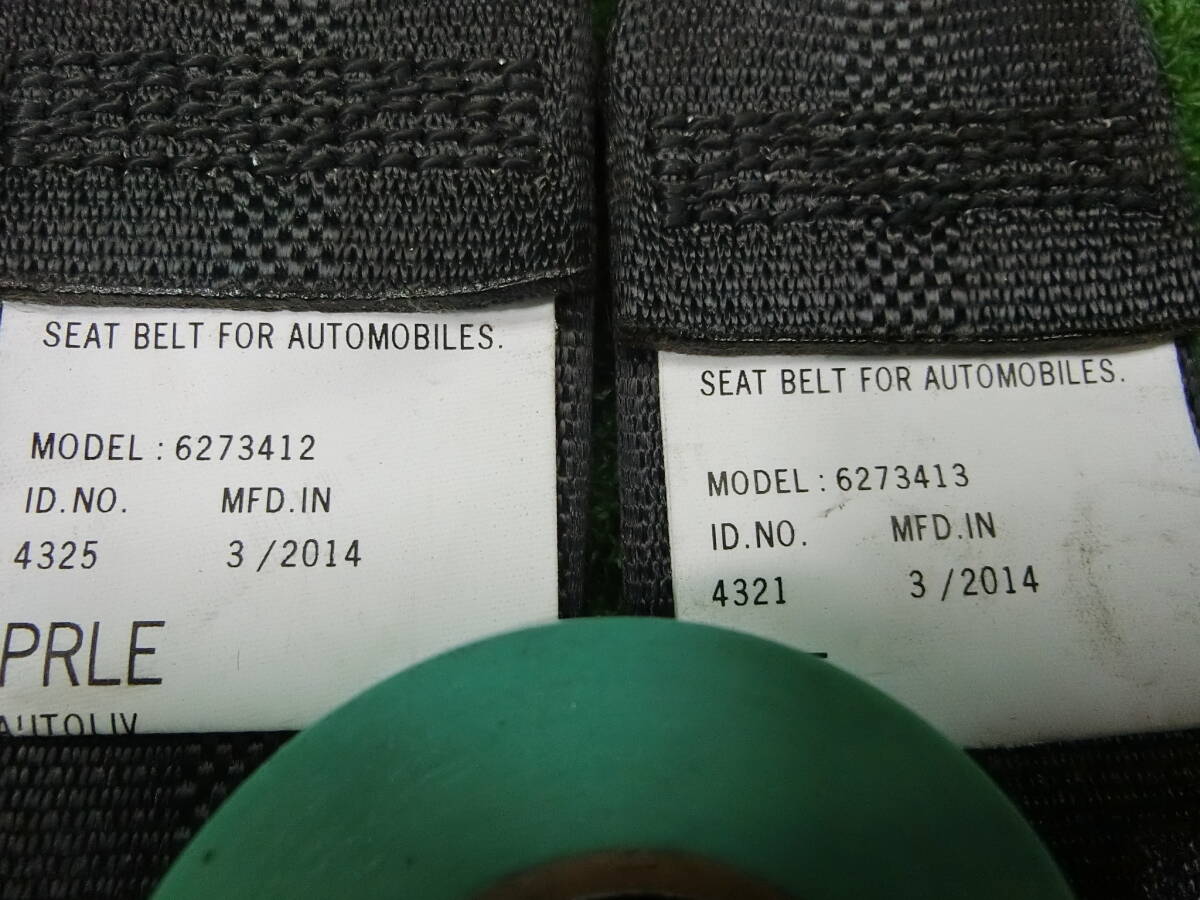 SEAT BELT FOR AUTOMOBILES.
MODEL : 6273412
ID.NO. MFD.IN
4325 3 / 2014
PRLE
AUTOLIV
SEAT BELT FOR AUTOMOBILES.
MODEL : 6273413
ID.NO. MFD.IN
4321 3 / 2014